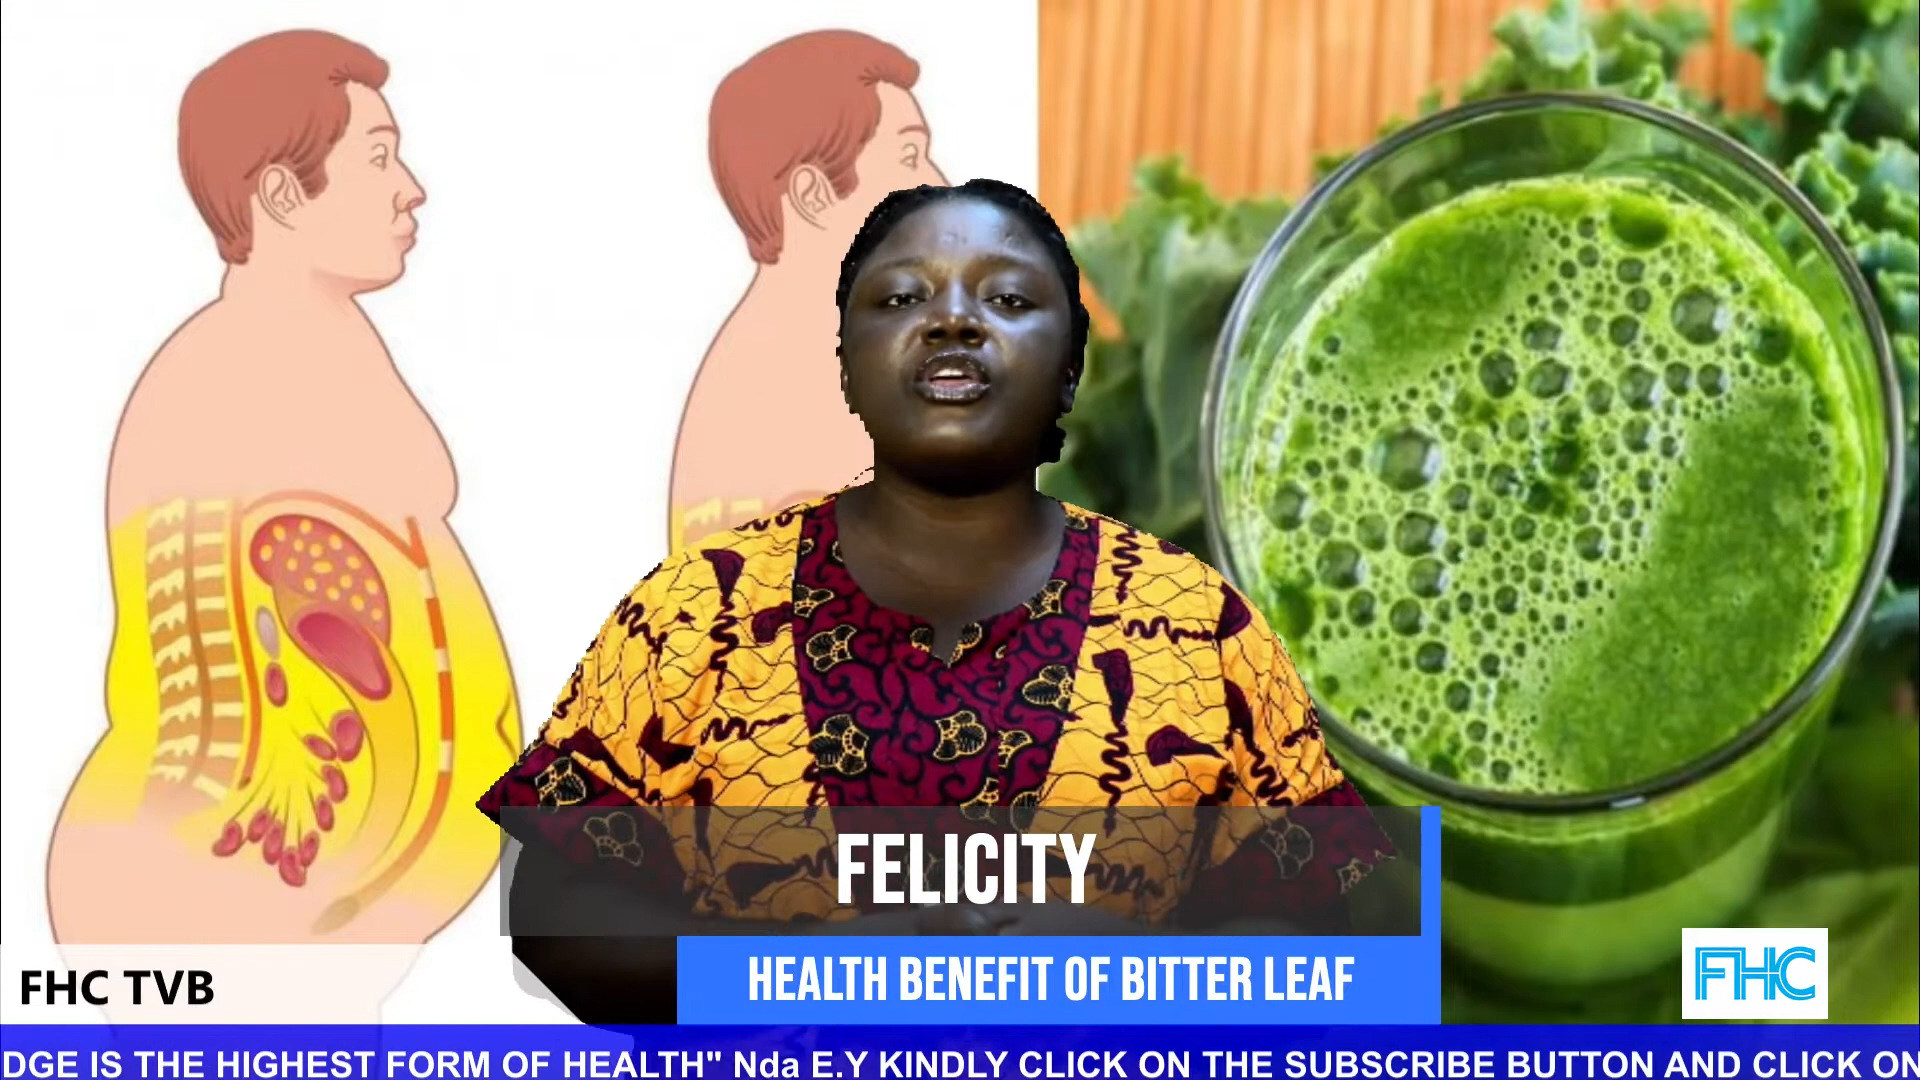 FELICITY
HEALTH BENEFIT OF BITTER LEAF
FHC TVB
FHC
DGE IS THE HIGHEST FORM OF HEALTH" Nda E.Y KINDLY CLICK ON THE SUBSCRIBE BUTTON AND CLICK ON